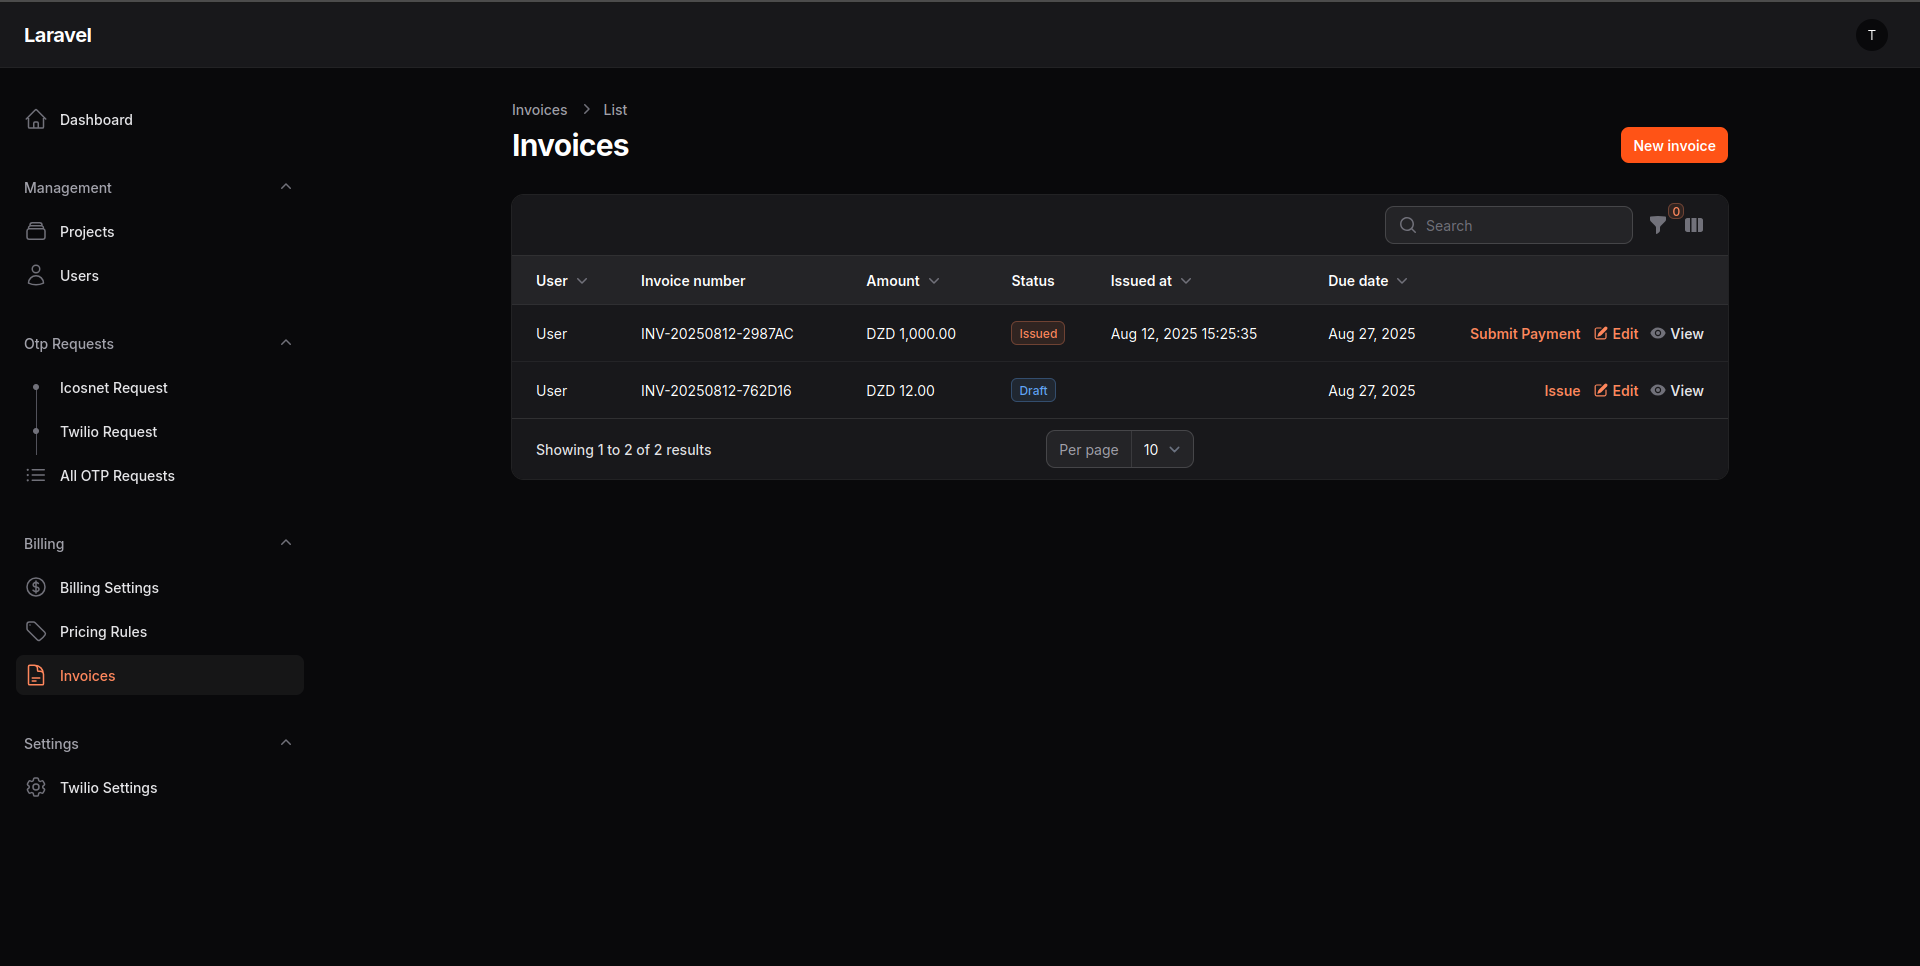 Laravel
T
Dashboard
Management
Projects
Users
Otp Requests
Icosnet Request
Twilio Request
All OTP Requests
Billing
Billing Settings
Pricing Rules
Invoices
Settings
Twilio Settings
Invoices List
Invoices
New invoice
Search
0
User Invoice number Amount Status Issued at Due date
User INV-20250812-2987AC DZD 1,000.00 Issued Aug 12, 2025 15:25:35 Aug 27, 2025 Submit Payment Edit View
User INV-20250812-762D16 DZD 12.00 Draft Aug 27, 2025 Issue Edit View
Showing 1 to 2 of 2 results Per page 10